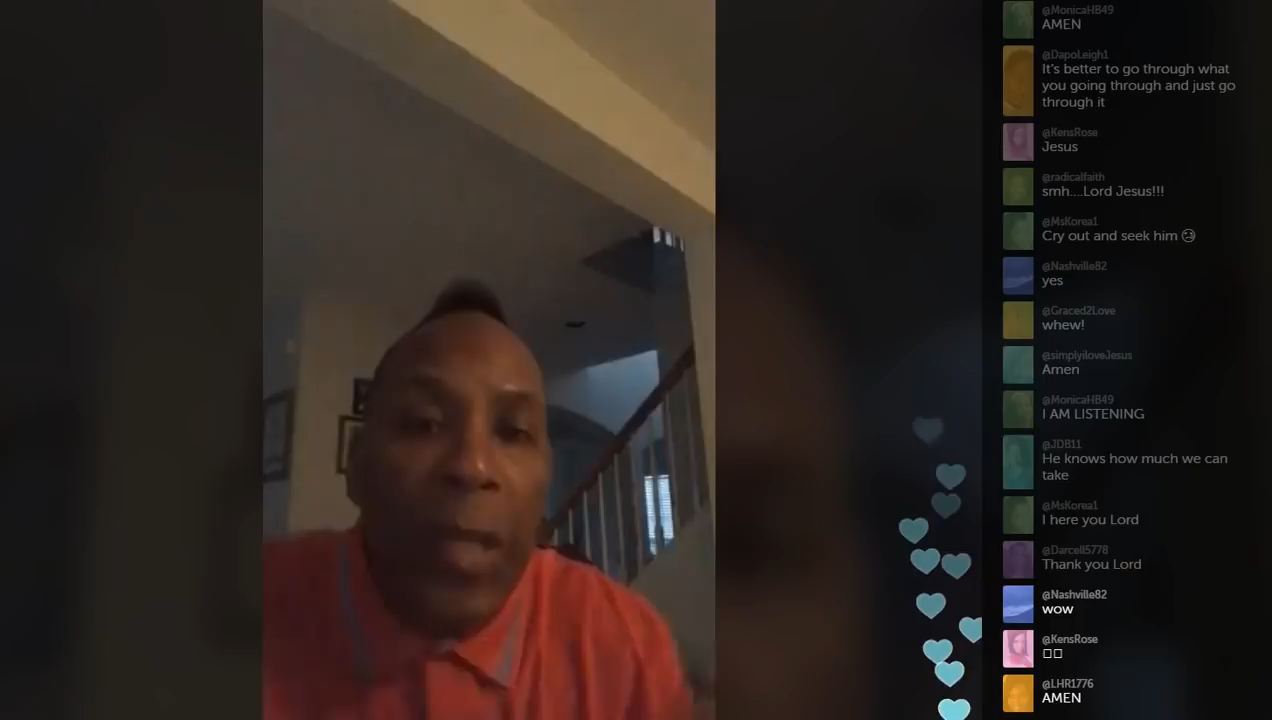 @MonicaHB49
AMEN
@DapoLeigh1
It's better to go through what
you going through and just go
through it
@KensRose
Jesus
@radicalfaith
smh....Lord Jesus!!!
@MsKorea1
Cry out and seek him 😢
@Nashville82
yes
@Graced2Love
whew!
@simplyiloveJesus
Amen
@MonicaHB49
I AM LISTENING
@JDB11
He knows how much we can
take
@MsKorea1
I here you Lord
@Darcell5778
Thank you Lord
@Nashville82
wow
@KensRose
@LHR1776
AMEN